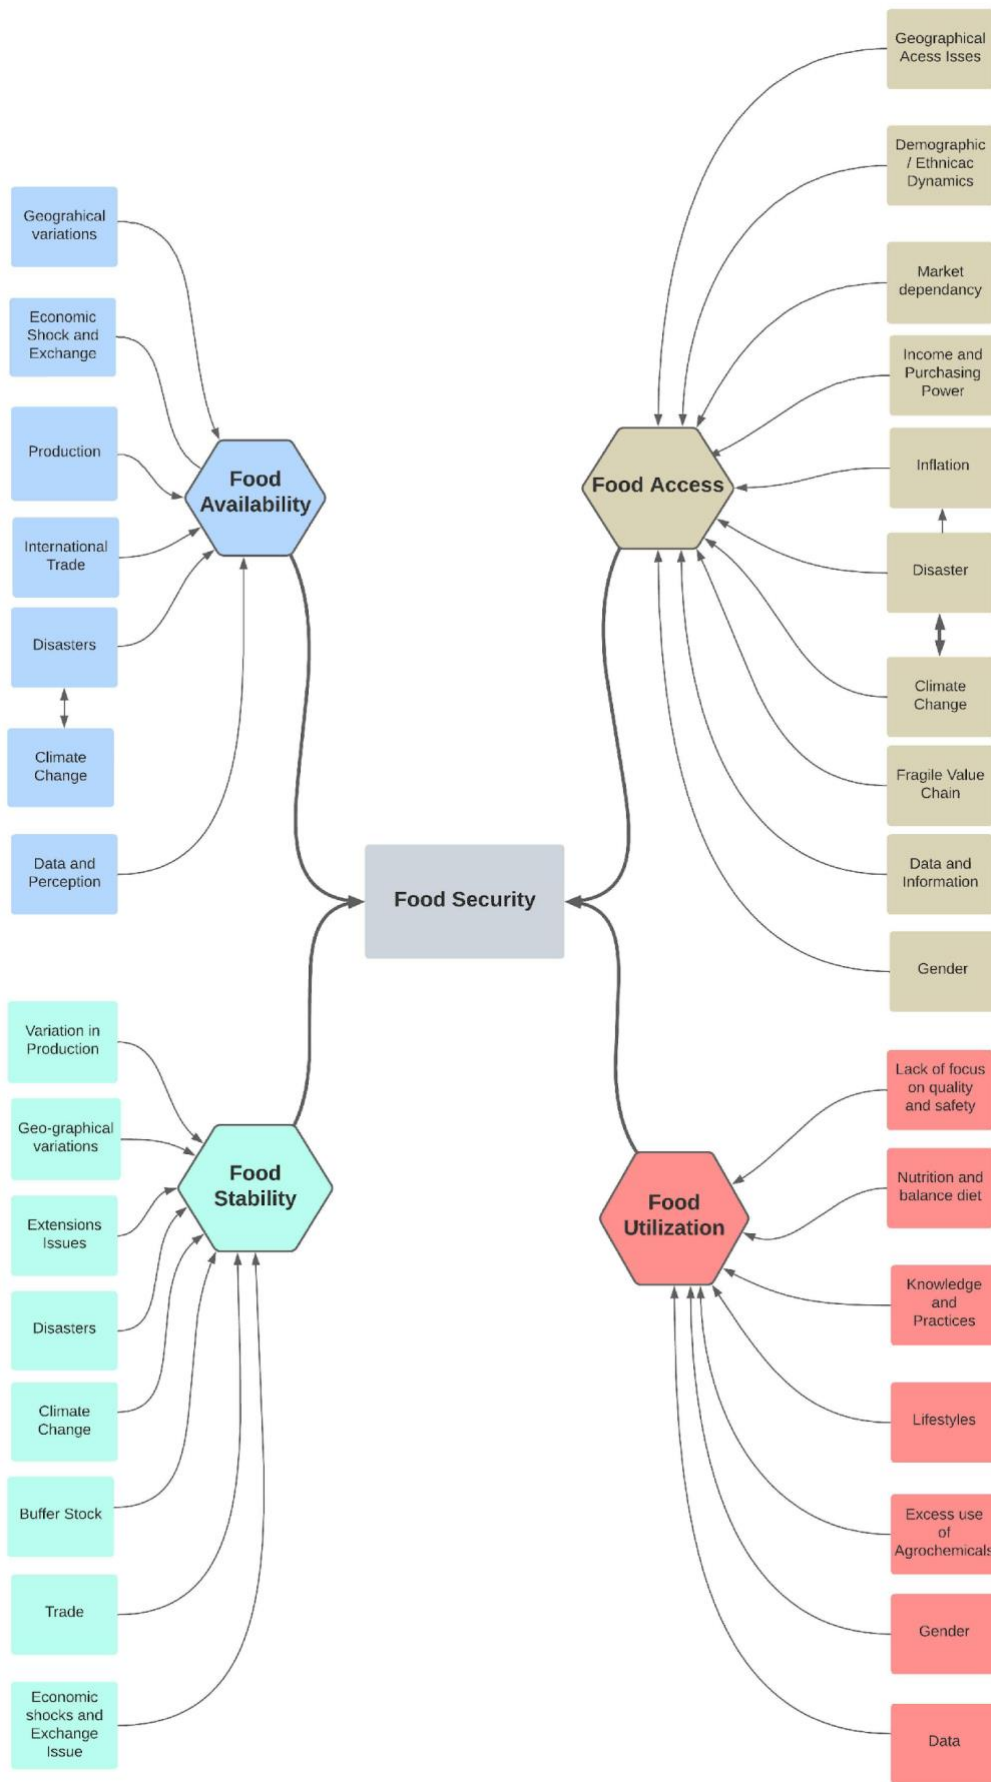 Geograhical
variations
Economic
Shock and
Exchange
Production
International
Trade
Disasters
Climate
Change
Data and
Perception
Food
Availability
Geographical
Acess Isses
Demographic
/ Ethnicac
Dynamics
Market
dependancy
Income and
Purchasing
Power
Inflation
Disaster
Climate
Change
Fragile Value
Chain
Data and
Information
Gender
Food Access
Food Security
Variation in
Production
Geo-graphical
variations
Extensions
Issues
Disasters
Climate
Change
Buffer Stock
Trade
Economic
shocks and
Exchange
Issue
Food
Stability
Lack of focus
on quality
and safety
Nutrition and
balance diet
Knowledge
and
Practices
Lifestyles
Excess use
of
Agrochemicals
Gender
Data
Food
Utilization